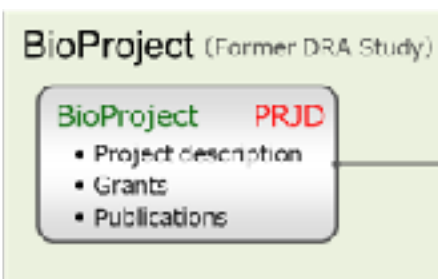 BioProject (Former DRA Study)
BioProject PRJD
• Project description
• Grants
• Publications